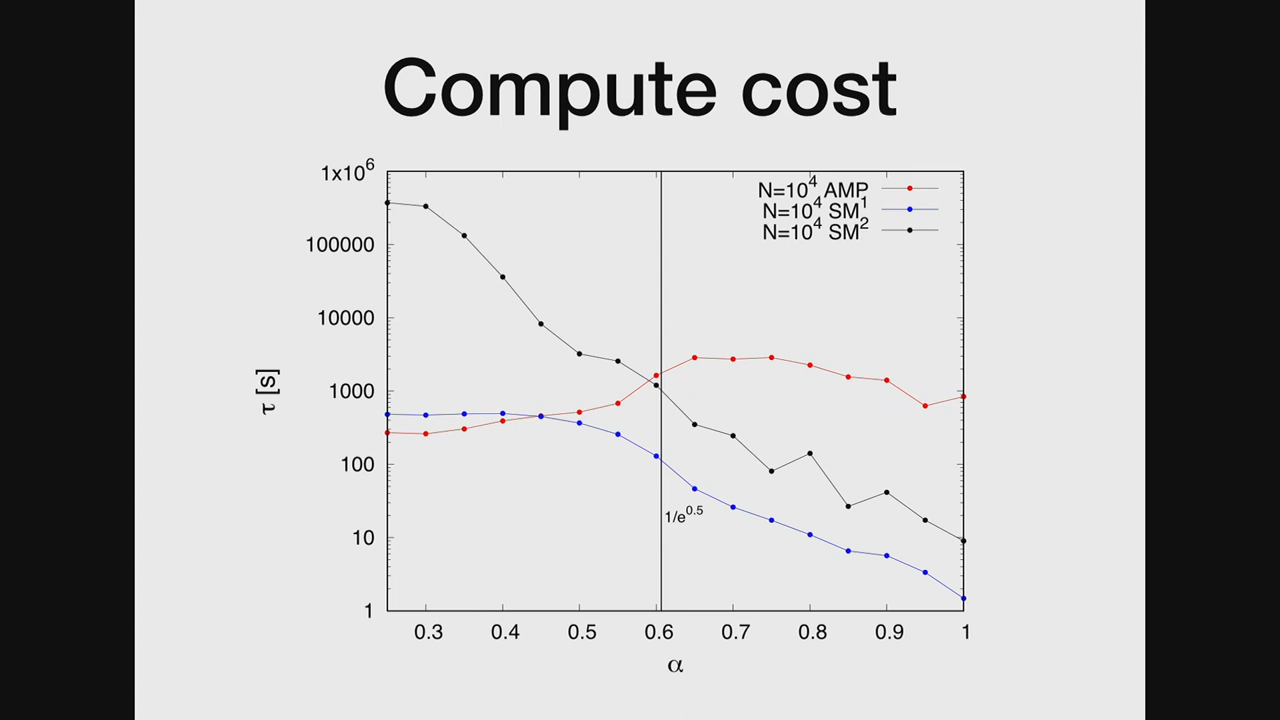 Compute cost
1x10^6
100000
10000
1000
100
10
1
τ [s]
N=10^4 AMP
N=10^4 SM^1
N=10^4 SM^2
1/e^0.5
0.3 0.4 0.5 0.6 0.7 0.8 0.9 1
α